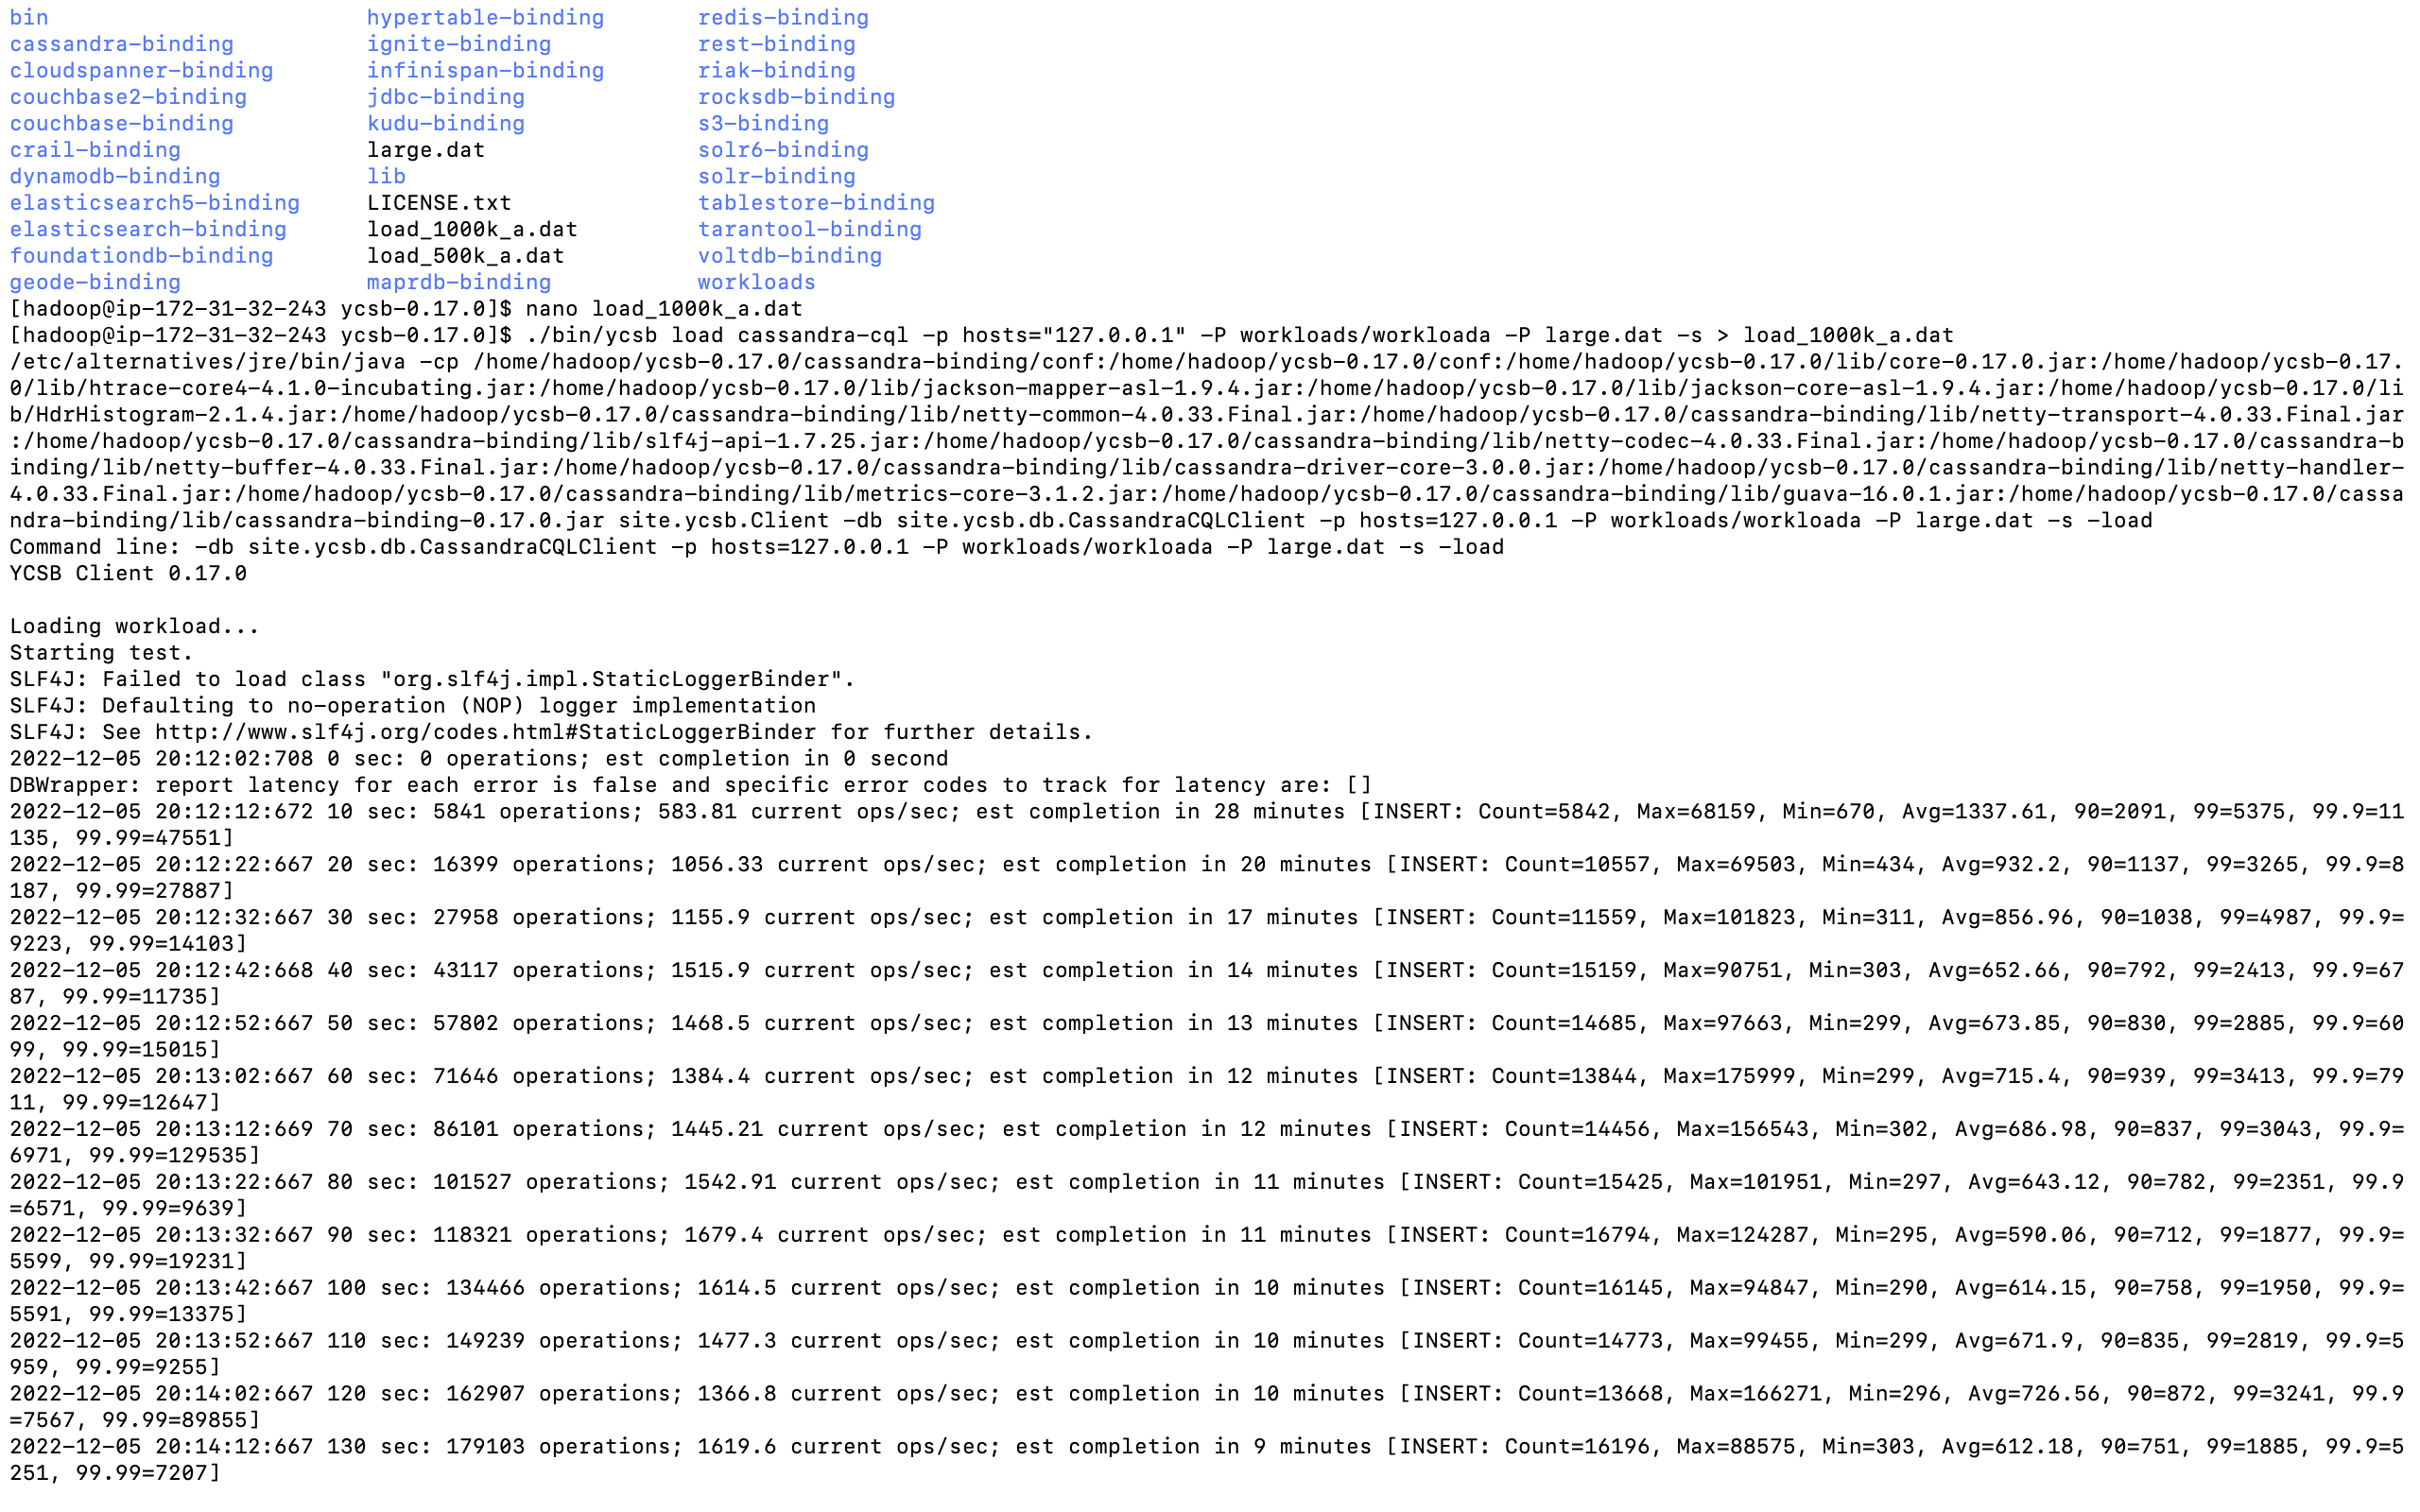 bin                        hypertable-binding       redis-binding
cassandra-binding          ignite-binding           rest-binding
cloudspanner-binding       infinispan-binding       riak-binding
couchbase2-binding         jdbc-binding             rocksdb-binding
couchbase-binding          kudu-binding             s3-binding
crail-binding              large.dat                solr6-binding
dynamodb-binding           lib                      solr-binding
elasticsearch5-binding     LICENSE.txt              tablestore-binding
elasticsearch-binding      load_1000k_a.dat         tarantool-binding
foundationdb-binding       load_500k_a.dat          voltdb-binding
geode-binding              maprdb-binding           workloads
[hadoop@ip-172-31-32-243 ycsb-0.17.0]$ nano load_1000k_a.dat
[hadoop@ip-172-31-32-243 ycsb-0.17.0]$ ./bin/ycsb load cassandra-cql -p hosts="127.0.0.1" -P workloads/workloada -P large.dat -s > load_1000k_a.dat
/etc/alternatives/jre/bin/java -cp /home/hadoop/ycsb-0.17.0/cassandra-binding/conf:/home/hadoop/ycsb-0.17.0/conf:/home/hadoop/ycsb-0.17.0/lib/core-0.17.0.jar:/home/hadoop/ycsb-0.17.
0/lib/htrace-core4-4.1.0-incubating.jar:/home/hadoop/ycsb-0.17.0/lib/jackson-mapper-asl-1.9.4.jar:/home/hadoop/ycsb-0.17.0/lib/jackson-core-asl-1.9.4.jar:/home/hadoop/ycsb-0.17.0/li
b/HdrHistogram-2.1.4.jar:/home/hadoop/ycsb-0.17.0/cassandra-binding/lib/netty-common-4.0.33.Final.jar:/home/hadoop/ycsb-0.17.0/cassandra-binding/lib/netty-transport-4.0.33.Final.jar
:/home/hadoop/ycsb-0.17.0/cassandra-binding/lib/slf4j-api-1.7.25.jar:/home/hadoop/ycsb-0.17.0/cassandra-binding/lib/netty-codec-4.0.33.Final.jar:/home/hadoop/ycsb-0.17.0/cassandra-b
inding/lib/netty-buffer-4.0.33.Final.jar:/home/hadoop/ycsb-0.17.0/cassandra-binding/lib/cassandra-driver-core-3.0.0.jar:/home/hadoop/ycsb-0.17.0/cassandra-binding/lib/netty-handler-
4.0.33.Final.jar:/home/hadoop/ycsb-0.17.0/cassandra-binding/lib/metrics-core-3.1.2.jar:/home/hadoop/ycsb-0.17.0/cassandra-binding/lib/guava-16.0.1.jar:/home/hadoop/ycsb-0.17.0/cassa
ndra-binding/lib/cassandra-binding-0.17.0.jar site.ycsb.Client -db site.ycsb.db.CassandraCQLClient -p hosts=127.0.0.1 -P workloads/workloada -P large.dat -s -load
Command line: -db site.ycsb.db.CassandraCQLClient -p hosts=127.0.0.1 -P workloads/workloada -P large.dat -s -load
YCSB Client 0.17.0

Loading workload...
Starting test.
SLF4J: Failed to load class "org.slf4j.impl.StaticLoggerBinder".
SLF4J: Defaulting to no-operation (NOP) logger implementation
SLF4J: See http://www.slf4j.org/codes.html#StaticLoggerBinder for further details.
2022-12-05 20:12:02:708 0 sec: 0 operations; est completion in 0 second
DBWrapper: report latency for each error is false and specific error codes to track for latency are: []
2022-12-05 20:12:12:672 10 sec: 5841 operations; 583.81 current ops/sec; est completion in 28 minutes [INSERT: Count=5842, Max=68159, Min=670, Avg=1337.61, 90=2091, 99=5375, 99.9=11
135, 99.99=47551]
2022-12-05 20:12:22:667 20 sec: 16399 operations; 1056.33 current ops/sec; est completion in 20 minutes [INSERT: Count=10557, Max=69503, Min=434, Avg=932.2, 90=1137, 99=3265, 99.9=8
187, 99.99=27887]
2022-12-05 20:12:32:667 30 sec: 27958 operations; 1155.9 current ops/sec; est completion in 17 minutes [INSERT: Count=11559, Max=101823, Min=311, Avg=856.96, 90=1038, 99=4987, 99.9=
9223, 99.99=14103]
2022-12-05 20:12:42:668 40 sec: 43117 operations; 1515.9 current ops/sec; est completion in 14 minutes [INSERT: Count=15159, Max=90751, Min=303, Avg=652.66, 90=792, 99=2413, 99.9=67
87, 99.99=11735]
2022-12-05 20:12:52:667 50 sec: 57802 operations; 1468.5 current ops/sec; est completion in 13 minutes [INSERT: Count=14685, Max=97663, Min=299, Avg=673.85, 90=830, 99=2885, 99.9=60
99, 99.99=15015]
2022-12-05 20:13:02:667 60 sec: 71646 operations; 1384.4 current ops/sec; est completion in 12 minutes [INSERT: Count=13844, Max=175999, Min=299, Avg=715.4, 90=939, 99=3413, 99.9=79
11, 99.99=12647]
2022-12-05 20:13:12:669 70 sec: 86101 operations; 1445.21 current ops/sec; est completion in 12 minutes [INSERT: Count=14456, Max=156543, Min=302, Avg=686.98, 90=837, 99=3043, 99.9=
6971, 99.99=129535]
2022-12-05 20:13:22:667 80 sec: 101527 operations; 1542.91 current ops/sec; est completion in 11 minutes [INSERT: Count=15425, Max=101951, Min=297, Avg=643.12, 90=782, 99=2351, 99.9
=6571, 99.99=9639]
2022-12-05 20:13:32:667 90 sec: 118321 operations; 1679.4 current ops/sec; est completion in 11 minutes [INSERT: Count=16794, Max=124287, Min=295, Avg=590.06, 90=712, 99=1877, 99.9=
5599, 99.99=19231]
2022-12-05 20:13:42:667 100 sec: 134466 operations; 1614.5 current ops/sec; est completion in 10 minutes [INSERT: Count=16145, Max=94847, Min=290, Avg=614.15, 90=758, 99=1950, 99.9=
5591, 99.99=13375]
2022-12-05 20:13:52:667 110 sec: 149239 operations; 1477.3 current ops/sec; est completion in 10 minutes [INSERT: Count=14773, Max=99455, Min=299, Avg=671.9, 90=835, 99=2819, 99.9=5
959, 99.99=9255]
2022-12-05 20:14:02:667 120 sec: 162907 operations; 1366.8 current ops/sec; est completion in 10 minutes [INSERT: Count=13668, Max=166271, Min=296, Avg=726.56, 90=872, 99=3241, 99.9
=7567, 99.99=89855]
2022-12-05 20:14:12:667 130 sec: 179103 operations; 1619.6 current ops/sec; est completion in 9 minutes [INSERT: Count=16196, Max=88575, Min=303, Avg=612.18, 90=751, 99=1885, 99.9=5
251, 99.99=7207]